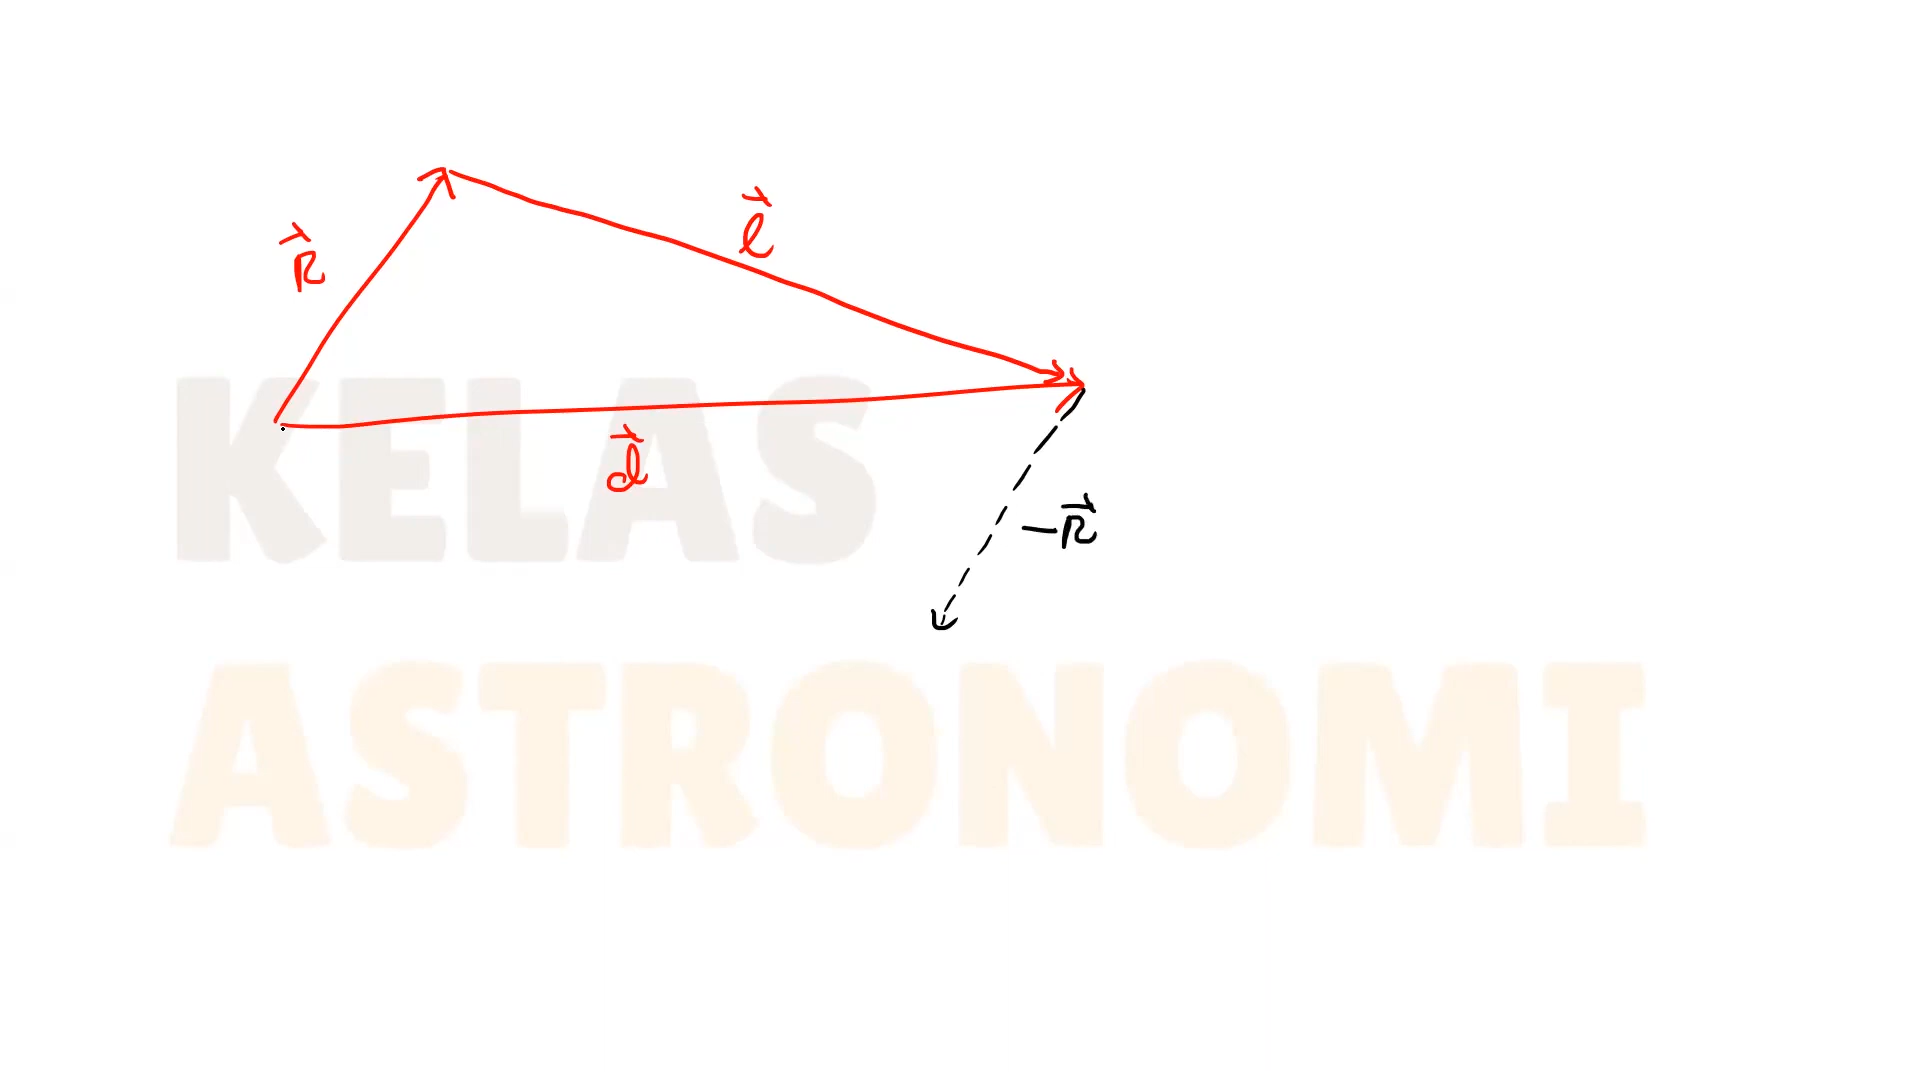 ℓ⃗
R⃗
d⃗
−R⃗
KELAS
ASTRONOMI